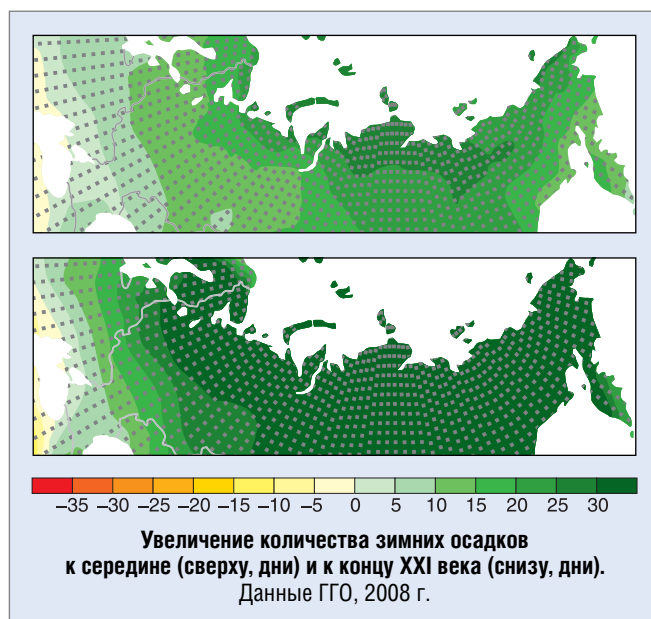 –35 –30 –25 –20 –15 –10 –5 0 5 10 15 20 25 30
Увеличение количества зимних осадков
к середине (сверху, дни) и к концу XXI века (снизу, дни).
Данные ГГО, 2008 г.